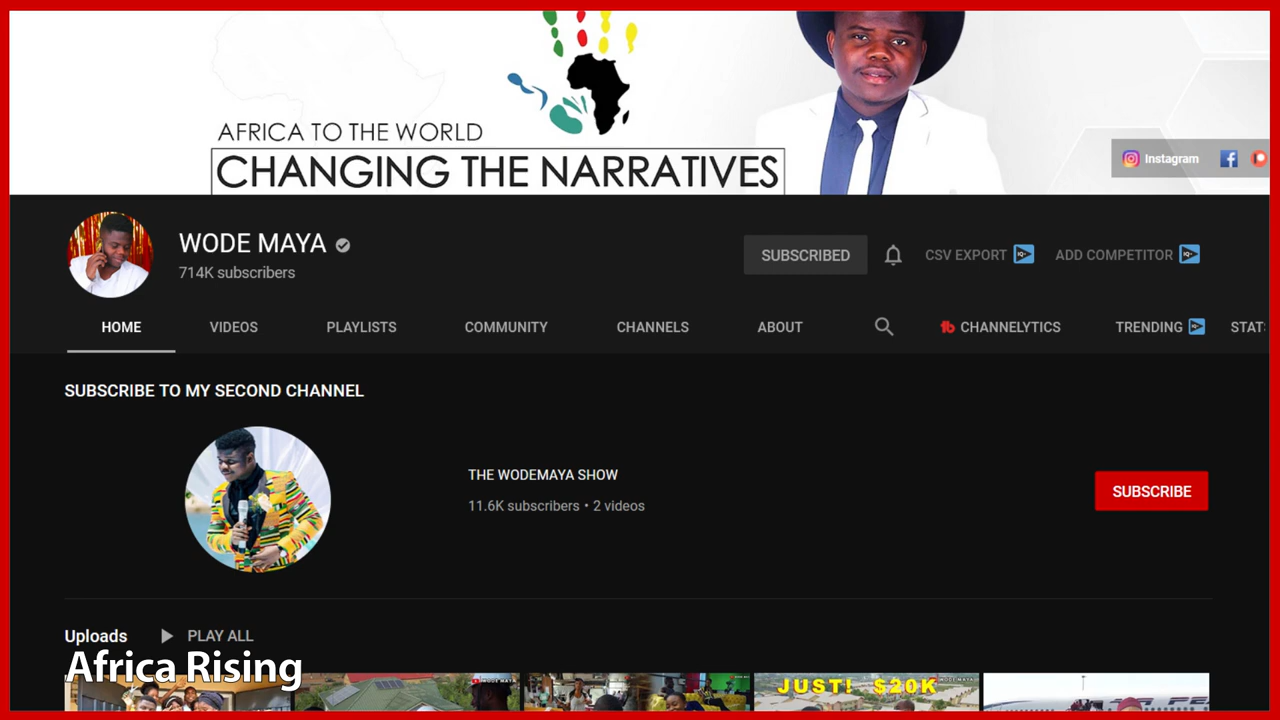 AFRICA TO THE WORLD
CHANGING THE NARRATIVES
Instagram
WODE MAYA
714K subscribers
SUBSCRIBED
CSV EXPORT
ADD COMPETITOR
HOME
VIDEOS
PLAYLISTS
COMMUNITY
CHANNELS
ABOUT
CHANNELYTICS
TRENDING
STAT
SUBSCRIBE TO MY SECOND CHANNEL
THE WODEMAYA SHOW
11.6K subscribers • 2 videos
SUBSCRIBE
Uploads
PLAY ALL
Africa Rising
JUST! $20K